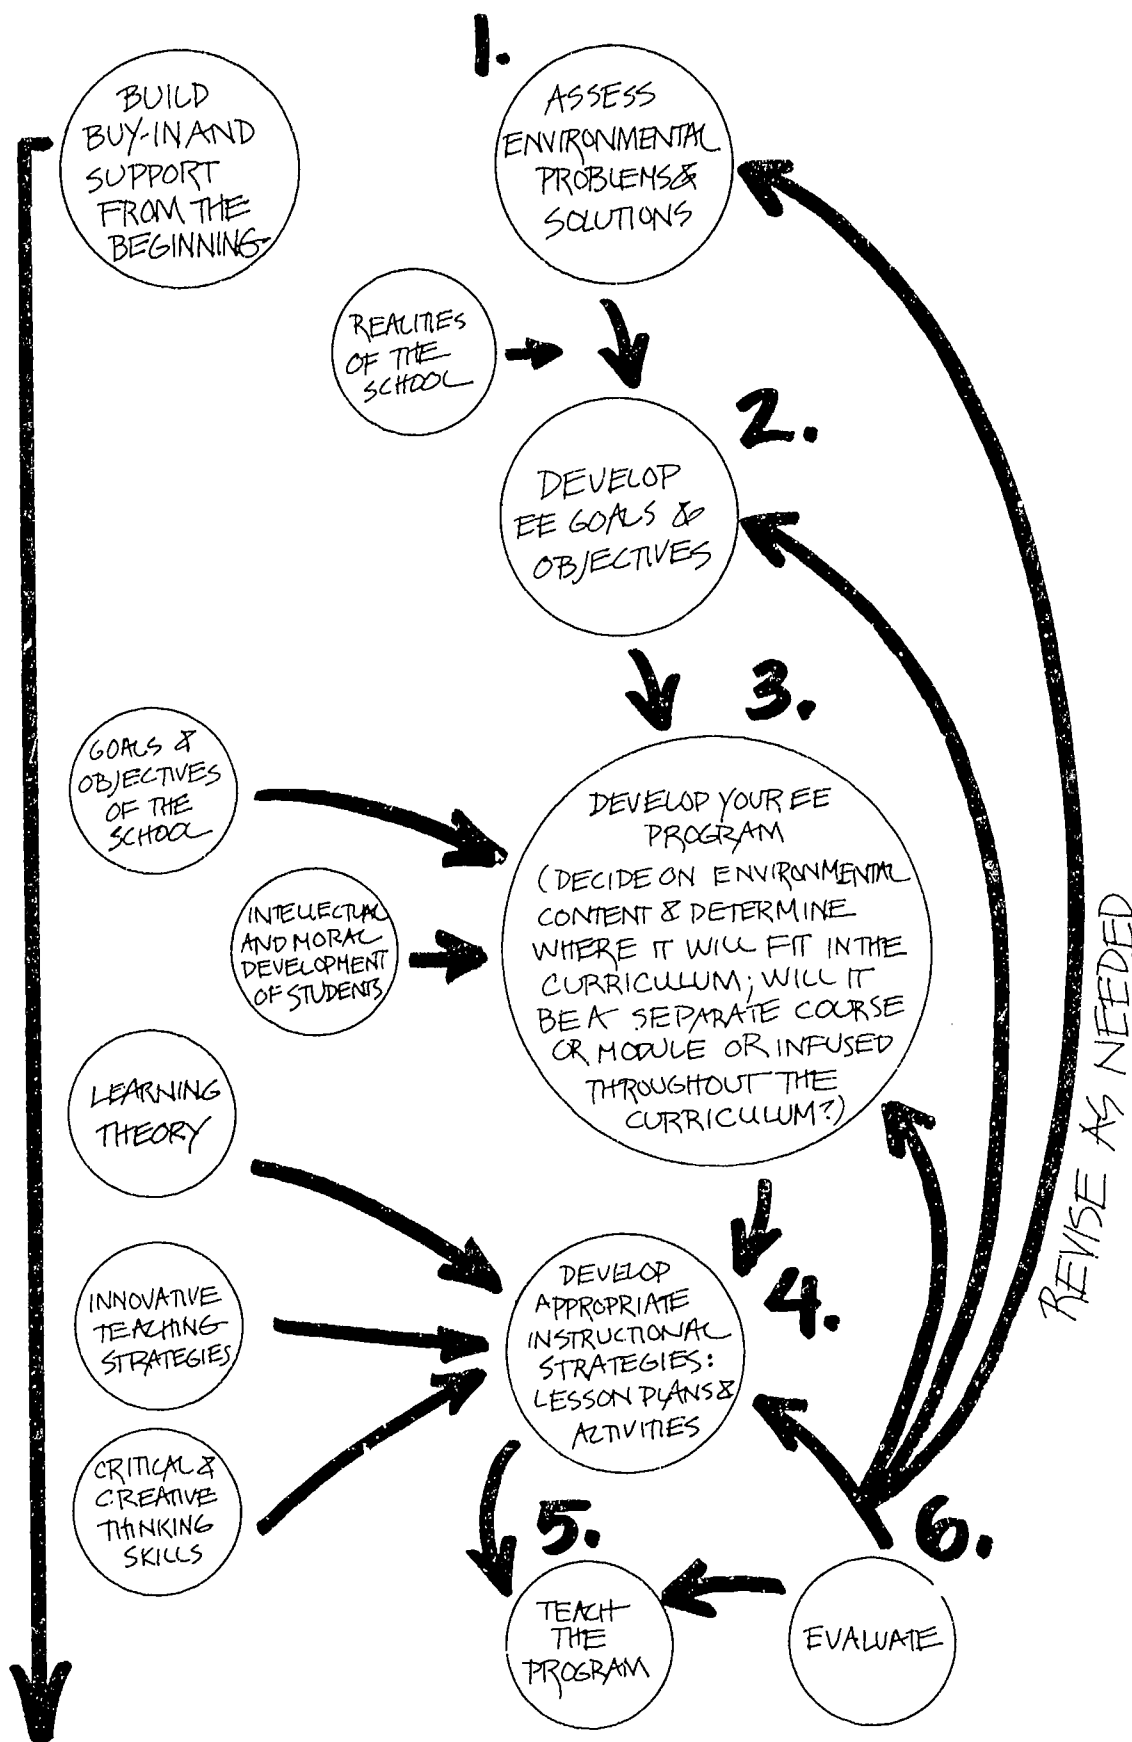 1.
BUILD
BUY-IN AND
SUPPORT
FROM THE
BEGINNING
ASSESS
ENVIRONMENTAL
PROBLEMS &
SOLUTIONS
REALITIES
OF THE
SCHOOL
2.
DEVELOP
EE GOALS &
OBJECTIVES
3.
GOALS &
OBJECTIVES
OF THE
SCHOOL
DEVELOP YOUR EE
PROGRAM
(DECIDE ON ENVIRONMENTAL
CONTENT & DETERMINE
WHERE IT WILL FIT IN THE
CURRICULUM; WILL IT
BE A SEPARATE COURSE
OR MODULE OR INFUSED
THROUGHOUT THE
CURRICULUM?)
INTELLECTUAL
AND MORAL
DEVELOPMENT
OF STUDENTS
LEARNING
THEORY
REVISE AS NEEDED
4.
DEVELOP
APPROPRIATE
INSTRUCTIONAL
STRATEGIES:
LESSON PLANS &
ACTIVITIES
INNOVATIVE
TEACHING
STRATEGIES
CRITICAL &
CREATIVE
THINKING
SKILLS
5.
TEACH
THE
PROGRAM
6.
EVALUATE